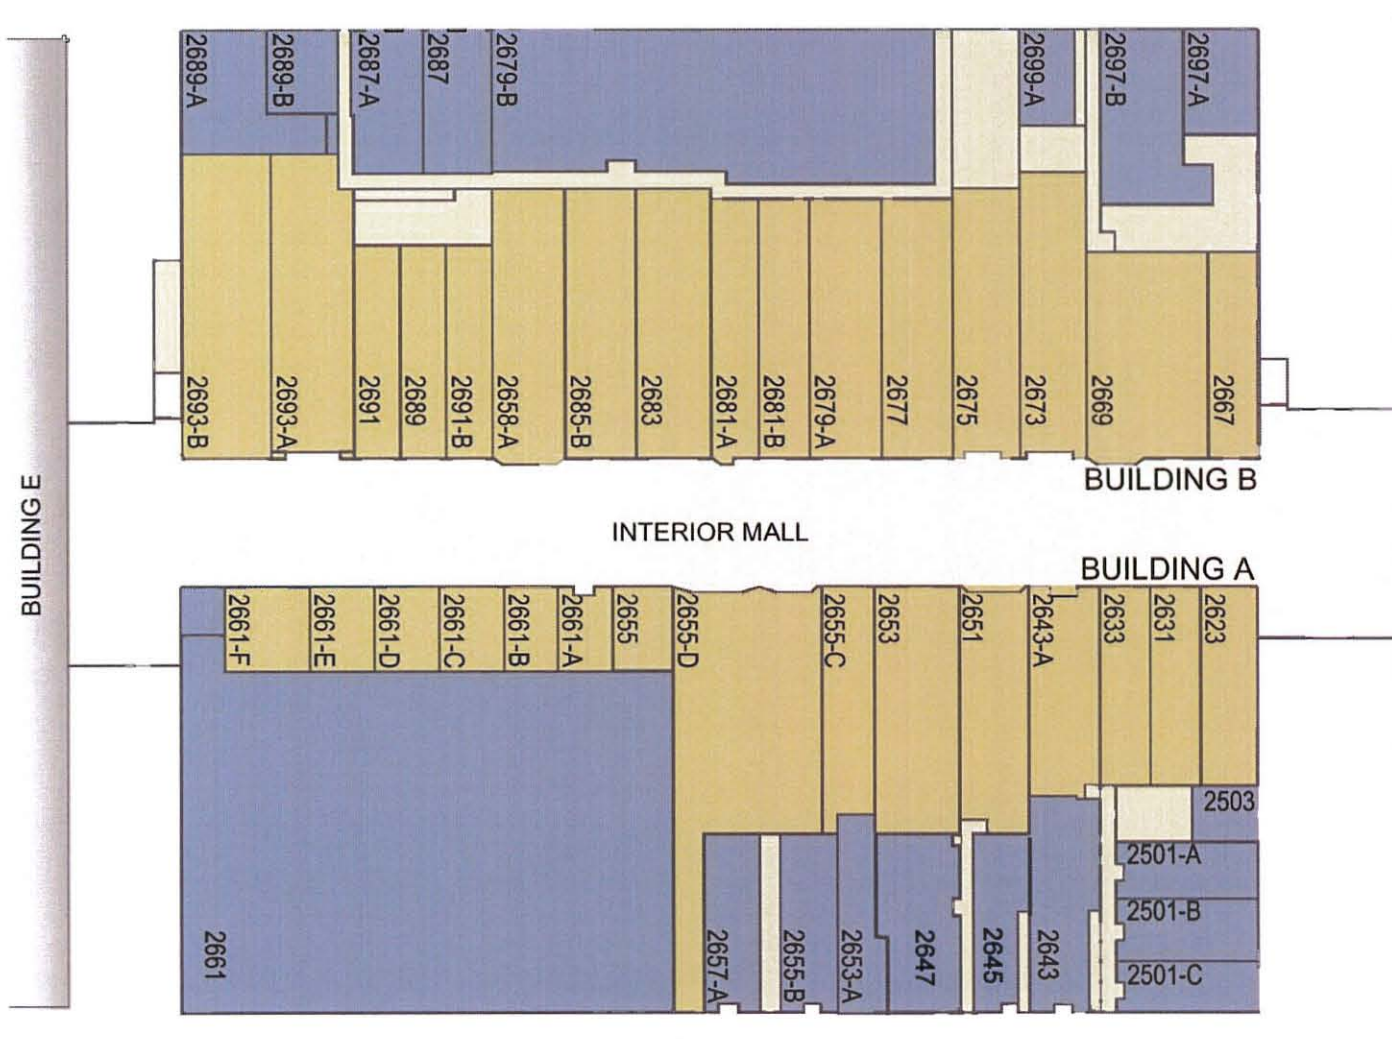 2689-A
2689-B
2687-A
2687
2679-B
2699-A
2697-B
2697-A
2693-B
2693-A
2691
2689
2691-B
2658-A
2685-B
2683
2681-A
2681-B
2679-A
2677
2675
2673
2669
2667
BUILDING B
BUILDING E
INTERIOR MALL
BUILDING A
2661-F
2661-E
2661-D
2661-C
2661-B
2661-A
2655
2655-D
2655-C
2653
2651
2643-A
2633
2631
2623
2503
2501-A
2501-B
2501-C
2661
2657-A
2655-B
2653-A
2647
2645
2643